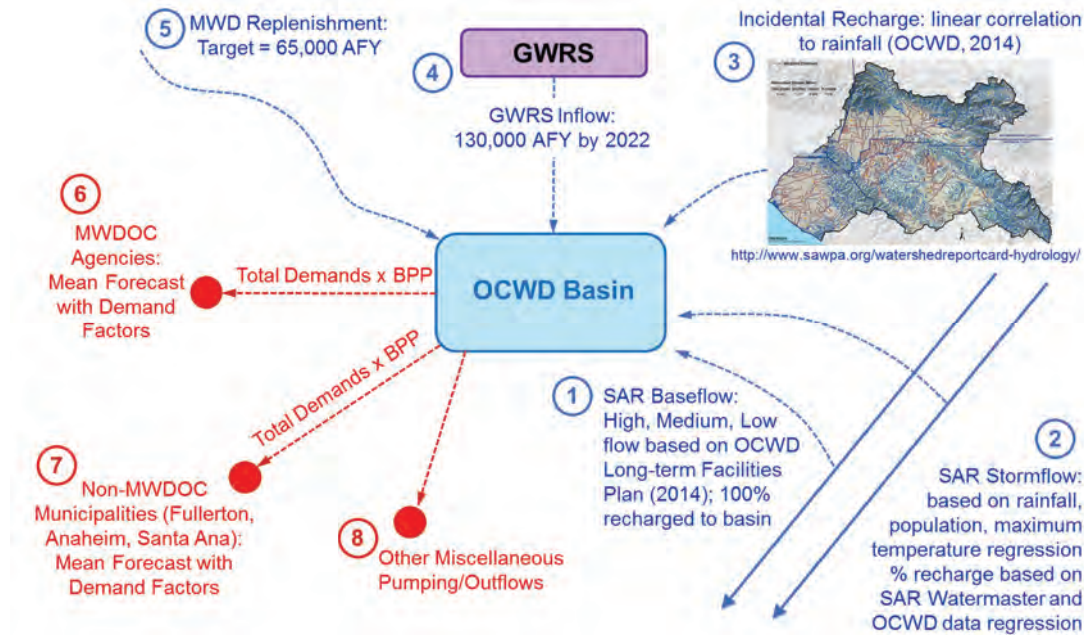 5
MWD Replenishment:
Target = 65,000 AFY
GWRS
4
GWRS Inflow:
130,000 AFY by 2022
Incidental Recharge: linear correlation
to rainfall (OCWD, 2014)
3
http://www.sawpa.org/watershedreportcard-hydrology/
6
MWDOC
Agencies:
Mean Forecast
with Demand
Factors
Total Demands x BPP
OCWD Basin
Total Demands x BPP
1
SAR Baseflow:
High, Medium, Low
flow based on OCWD
Long-term Facilities
Plan (2014); 100%
recharged to basin
2
SAR Stormflow:
based on rainfall,
population, maximum
temperature regression
% recharge based on
SAR Watermaster and
OCWD data regression
7
Non-MWDOC
Municipalities (Fullerton,
Anaheim, Santa Ana):
Mean Forecast with
Demand Factors
8
Other Miscellaneous
Pumping/Outflows